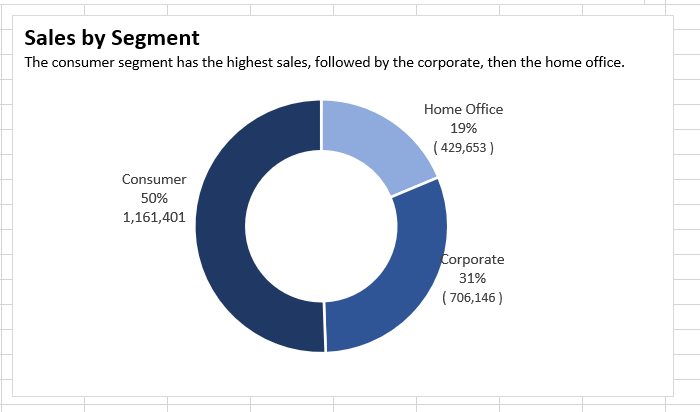 Sales by Segment
The consumer segment has the highest sales, followed by the corporate, then the home office.
Home Office
19%
( 429,653 )
Consumer
50%
1,161,401
Corporate
31%
( 706,146 )